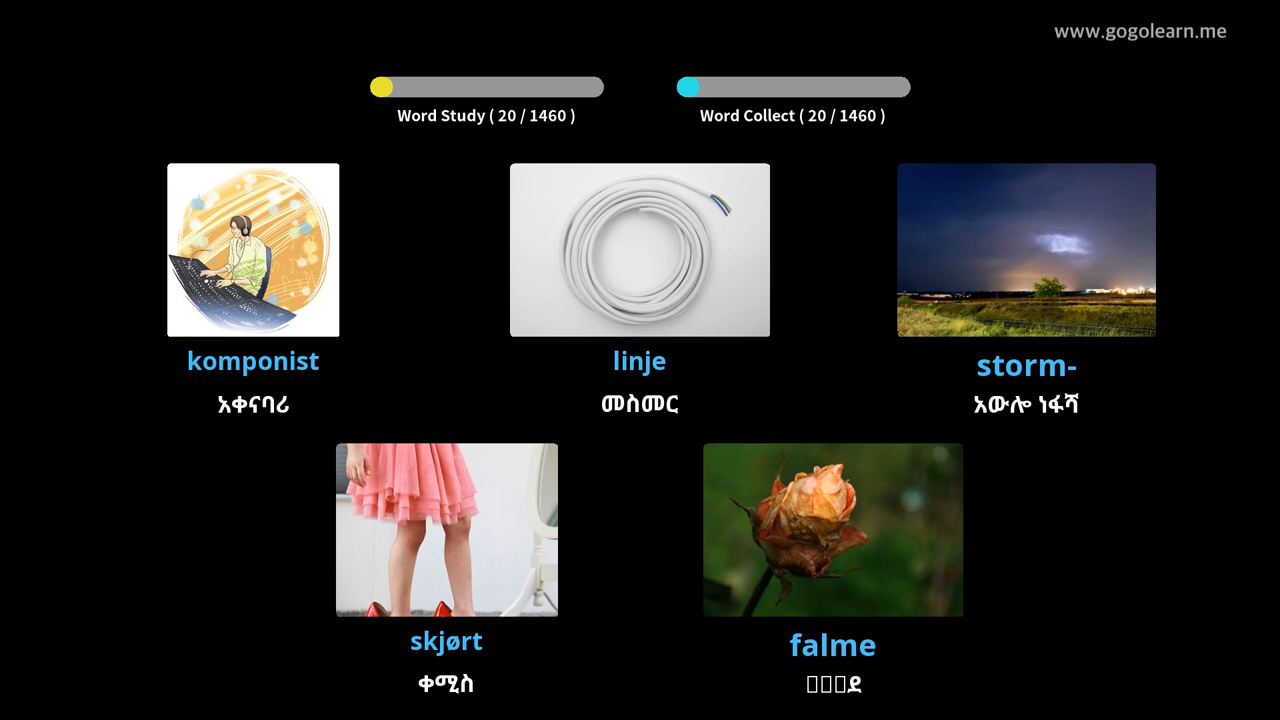 www.gogolearn.me
Word Study ( 20 / 1460 )
Word Collect ( 20 / 1460 )
komponist
linje
storm-
አቀናባሪ
መስመር
አውሎ ነፋሻ
skjørt
falme
ቀሚስ